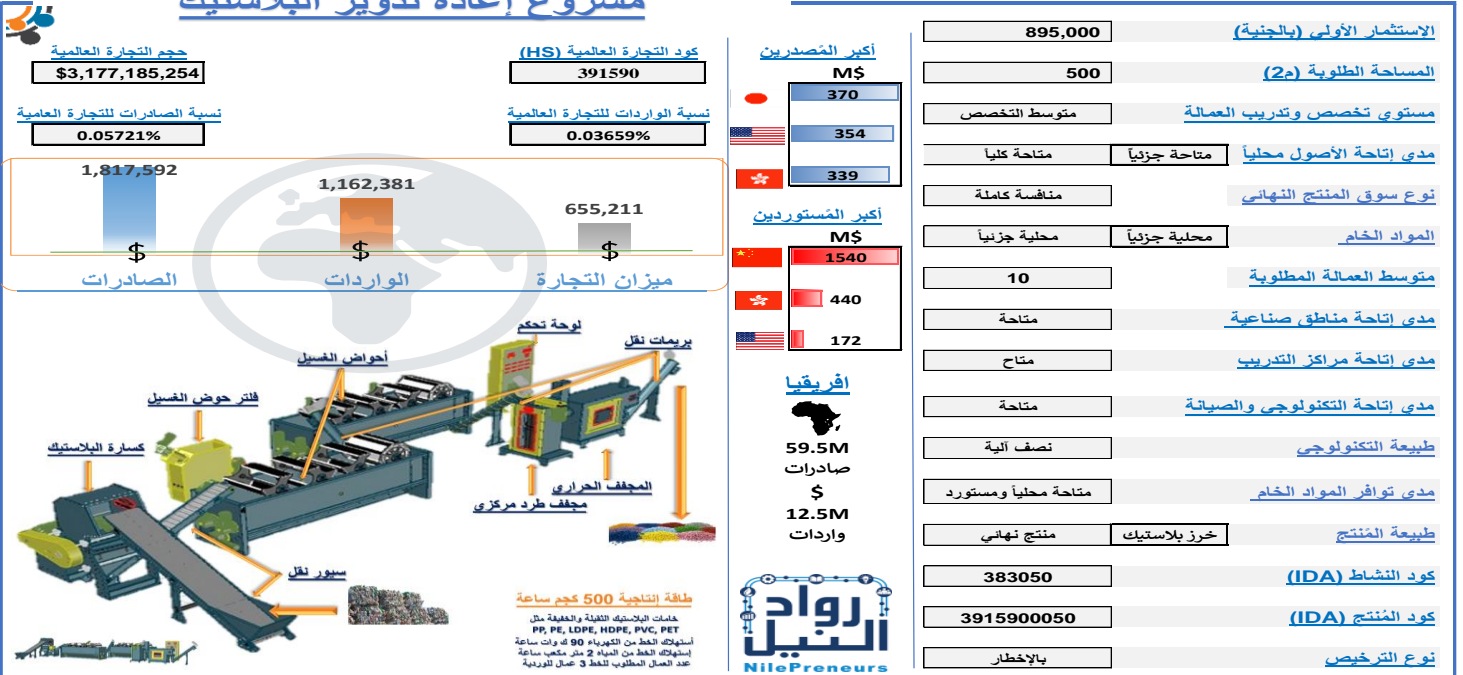 مشروع إعادة تدوير البلاستيك
الاستثمار الأولي (بالجنية)
895,000
المساحة الطلوبة (م2)
500
مستوي تخصص وتدريب العمالة
متوسط التخصص
مدي إتاحة الأصول محلياً
متاحة جزئياً
متاحة كلياً
نوع سوق المنتج النهائي
منافسة كاملة
المواد الخام
محلية جزئياً
محلية جزئياً
متوسط العمالة المطلوبة
10
مدي إتاحة مناطق صناعية
متاحة
مدي إتاحة مراكز التدريب
متاح
مدي إتاحة التكنولوجي والصيانة
متاحة
طبيعة التكنولوجي
نصف آلية
مدي توافر المواد الخام
متاحة محلياً ومستورد
طبيعة المُنتج
خرز بلاستيك
منتج نهائي
كود النشاط (IDA)
383050
كود المُنتج (IDA)
3915900050
نوع الترخيص
بالإخطار
أكبر المُصدرين
M$
370
354
339
أكبر المُستوردين
M$
1540
440
172
افريقيا
59.5M
صادرات
$
12.5M
واردات
رواد
النيل
NilePreneurs
كود التجارة العالمية (HS)
391590
حجم التجارة العالمية
$3,177,185,254
نسبة الواردات للتجارة العالمية
0.03659%
نسبة الصادرات للتجارة العامية
0.05721%
655,211
1,162,381
1,817,592
$
$
$
ميزان التجارة
الواردات
الصادرات
لوحة تحكم
بريمات نقل
أحواض الغسيل
فلتر حوض الغسيل
كسارة البلاستيك
المجفف الحراري
مجفف طرد مركزي
سيور نقل
طاقة إنتاجية 500 كجم ساعة
خامات البلاستيك الثقيلة والخفيفة مثل
PP, PE, LDPE, HDPE, PVC, PET
أستهلاك الخط من الكهرباء 90 ك وات ساعة
إستهلاك الخط من المياه 2 متر مكعب ساعة
عدد العمال المطلوب للخط 3 عمال للوردية